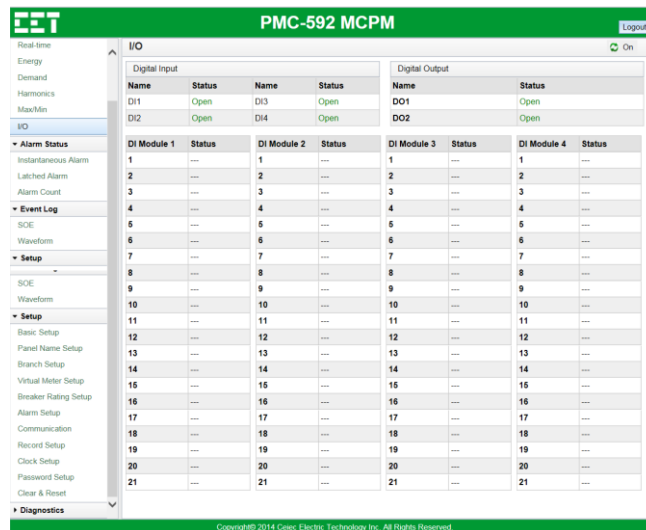 CET
PMC-592 MCPM
Logout
Real-time
Energy
Demand
Harmonics
Max/Min
I/O
Alarm Status
Instantaneous Alarm
Latched Alarm
Alarm Count
Event Log
SOE
Waveform
Setup
SOE
Waveform
Setup
Basic Setup
Panel Name Setup
Branch Setup
Virtual Meter Setup
Breaker Rating Setup
Alarm Setup
Communication
Record Setup
Clock Setup
Password Setup
Clear & Reset
Diagnostics
I/O
On
Digital Input
Name Status Name Status
DI1 Open DI3 Open
DI2 Open DI4 Open
Digital Output
Name Status
DO1 Open
DO2 Open
DI Module 1 Status DI Module 2 Status DI Module 3 Status DI Module 4 Status
1 --- 1 --- 1 --- 1 ---
2 --- 2 --- 2 --- 2 ---
3 --- 3 --- 3 --- 3 ---
4 --- 4 --- 4 --- 4 ---
5 --- 5 --- 5 --- 5 ---
6 --- 6 --- 6 --- 6 ---
7 --- 7 --- 7 --- 7 ---
8 --- 8 --- 8 --- 8 ---
9 --- 9 --- 9 --- 9 ---
10 --- 10 --- 10 --- 10 ---
11 --- 11 --- 11 --- 11 ---
12 --- 12 --- 12 --- 12 ---
13 --- 13 --- 13 --- 13 ---
14 --- 14 --- 14 --- 14 ---
15 --- 15 --- 15 --- 15 ---
16 --- 16 --- 16 --- 16 ---
17 --- 17 --- 17 --- 17 ---
18 --- 18 --- 18 --- 18 ---
19 --- 19 --- 19 --- 19 ---
20 --- 20 --- 20 --- 20 ---
21 --- 21 --- 21 --- 21 ---
Copyright© 2014 Ceiec Electric Technology Inc. All Rights Reserved.